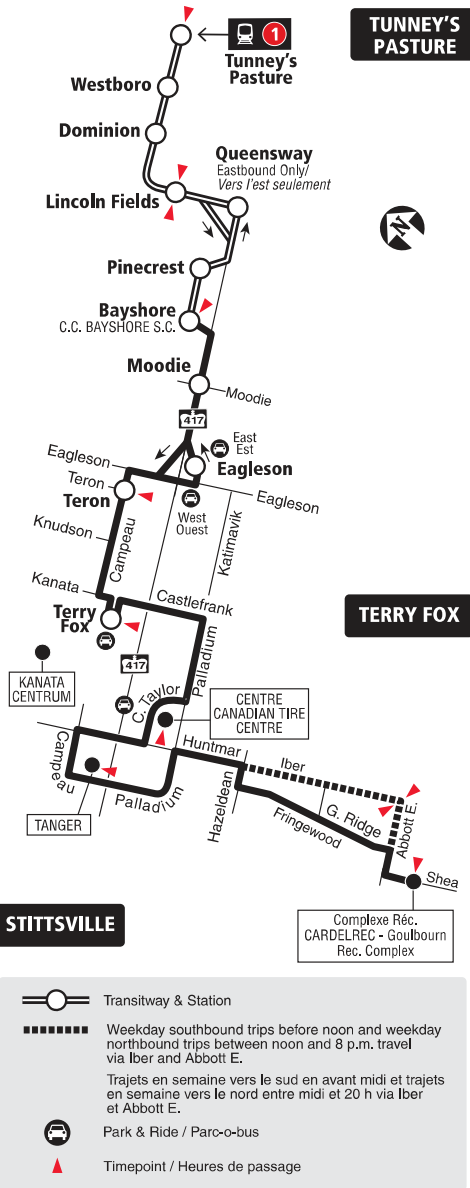 TUNNEY'S
PASTURE
1
Tunney's
Pasture
Westboro
Dominion
Queensway
Eastbound Only/
Vers l'est seulement
Lincoln Fields
N
Pinecrest
Bayshore
C.C. BAYSHORE S.C.
Moodie
Moodie
417
East
Est
Eagleson
Eagleson
Teron
Teron
Eagleson
West
Ouest
Knudson
Campeau
Katimavik
Kanata
Castlefrank
Terry
Fox
TERRY FOX
417
Palladium
KANATA
CENTRUM
C. Taylor
CENTRE
CANADIAN TIRE
CENTRE
Huntmar
Campeau
Iber
Palladium
Hazeldean
TANGER
G. Ridge
Fringewood
Abbott E.
Shea
STITTSVILLE
Complexe Réc.
CARDELREC - Goulbourn
Rec. Complex
Transitway & Station
Weekday southbound trips before noon and weekday
northbound trips between noon and 8 p.m. travel
via Iber and Abbott E.
Trajets en semaine vers le sud en avant midi et trajets
en semaine vers le nord entre midi et 20 h via Iber
et Abbott E.
Park & Ride / Parc-o-bus
Timepoint / Heures de passage